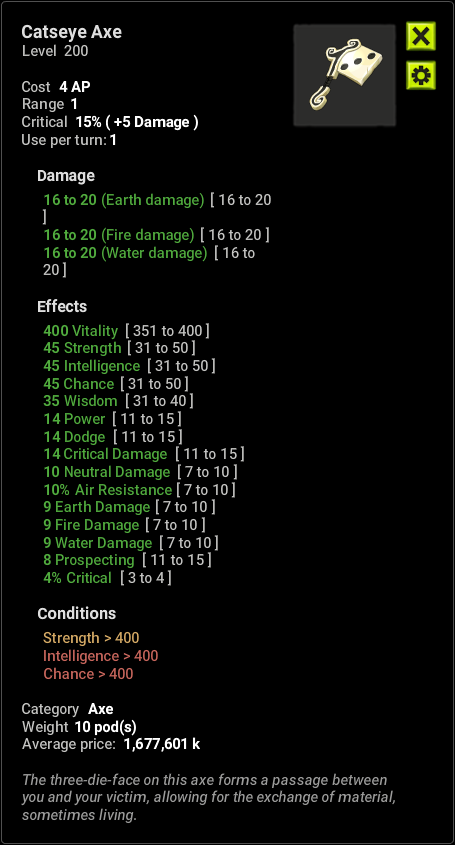 Catseye Axe
Level 200
Cost 4 AP
Range 1
Critical 15% ( +5 Damage )
Use per turn: 1
Damage
16 to 20 (Earth damage) [ 16 to 20
]
16 to 20 (Fire damage) [ 16 to 20 ]
16 to 20 (Water damage) [ 16 to
20 ]
Effects
400 Vitality [ 351 to 400 ]
45 Strength [ 31 to 50 ]
45 Intelligence [ 31 to 50 ]
45 Chance [ 31 to 50 ]
35 Wisdom [ 31 to 40 ]
14 Power [ 11 to 15 ]
14 Dodge [ 11 to 15 ]
14 Critical Damage [ 11 to 15 ]
10 Neutral Damage [ 7 to 10 ]
10% Air Resistance [ 7 to 10 ]
9 Earth Damage [ 7 to 10 ]
9 Fire Damage [ 7 to 10 ]
9 Water Damage [ 7 to 10 ]
8 Prospecting [ 11 to 15 ]
4% Critical [ 3 to 4 ]
Conditions
Strength > 400
Intelligence > 400
Chance > 400
Category Axe
Weight 10 pod(s)
Average price: 1,677,601 k
The three-die-face on this axe forms a passage between
you and your victim, allowing for the exchange of material,
sometimes living.